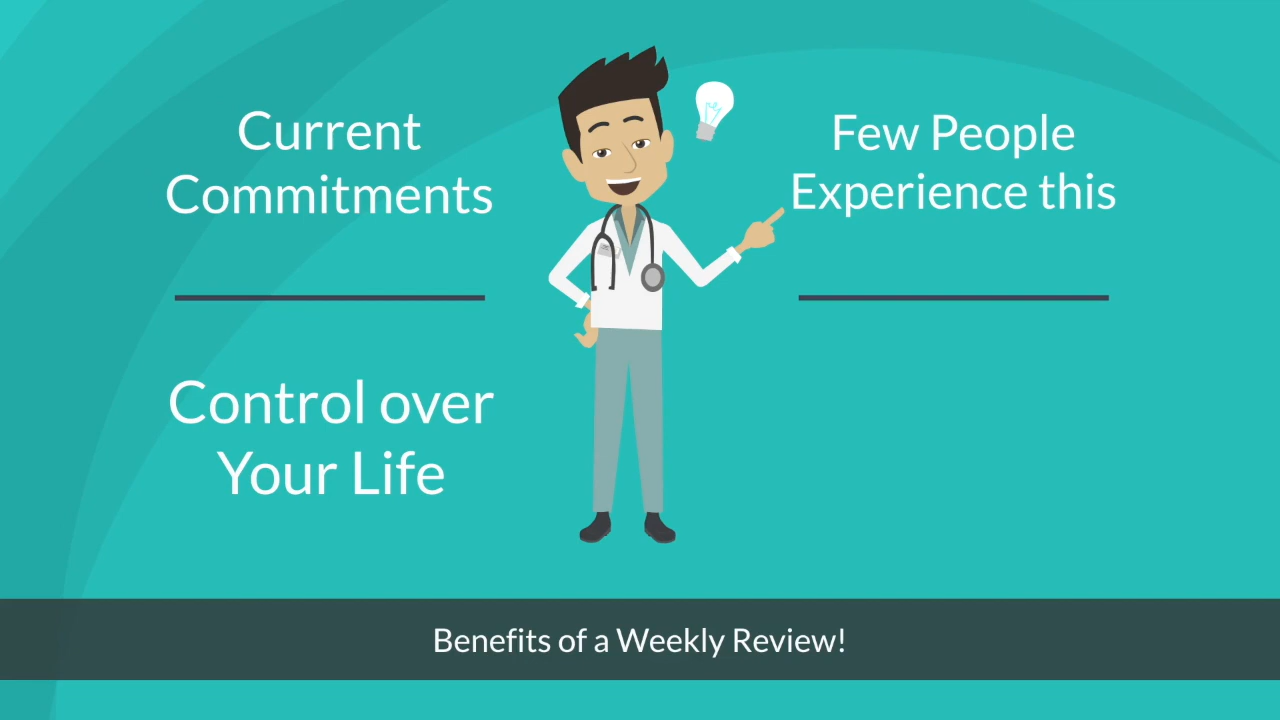 Current
Commitments
Few People
Experience this
Control over
Your Life
Benefits of a Weekly Review!